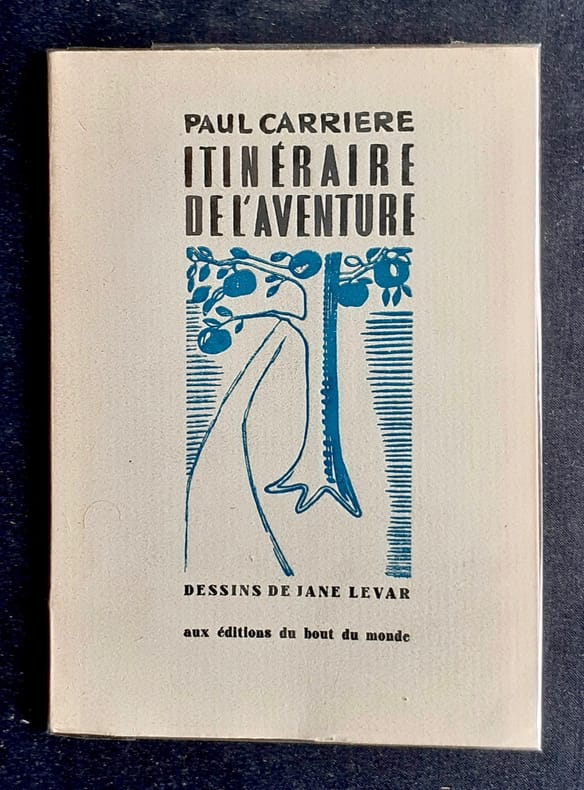 PAUL CARRIERE
ITINÉRAIRE
DE L'AVENTURE
DESSINS DE JANE LEVAR
aux éditions du bout du monde